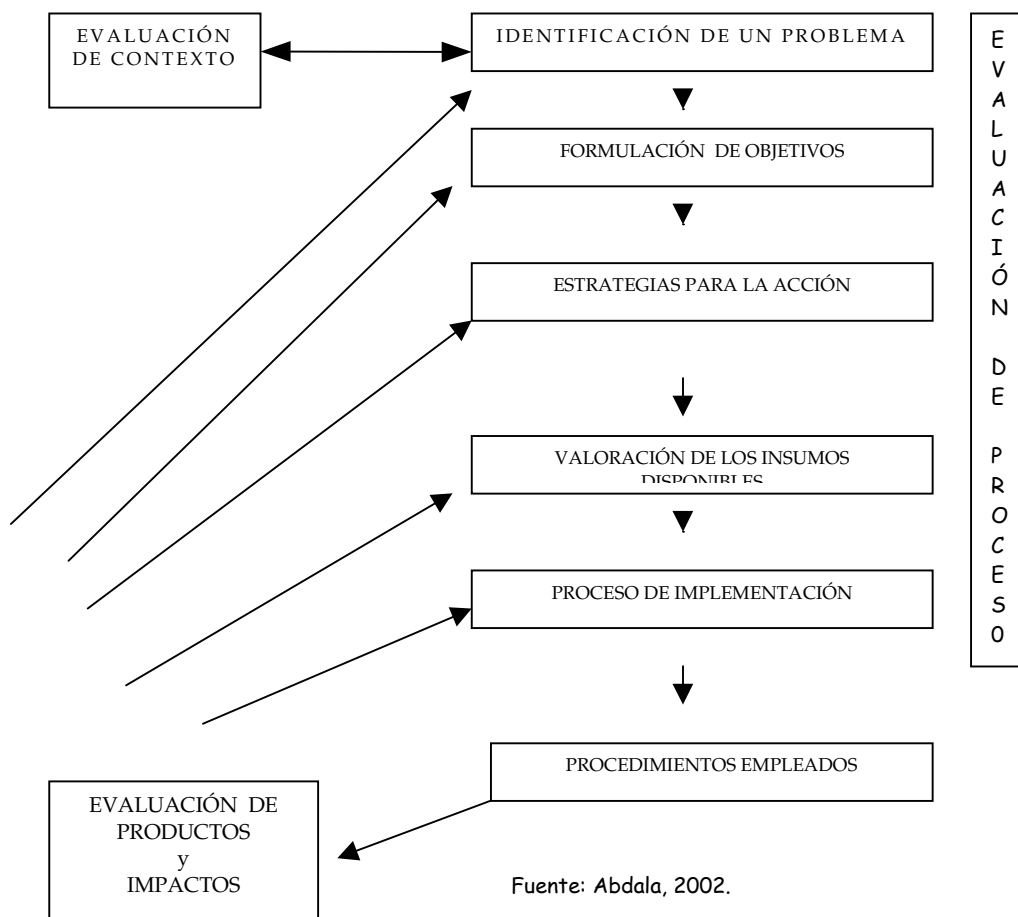 EVALUACIÓN
DE CONTEXTO
IDENTIFICACIÓN DE UN PROBLEMA
FORMULACIÓN DE OBJETIVOS
ESTRATEGIAS PARA LA ACCIÓN
VALORACIÓN DE LOS INSUMOS
DISPONIBLES
PROCESO DE IMPLEMENTACIÓN
PROCEDIMIENTOS EMPLEADOS
EVALUACIÓN DE
PRODUCTOS
y
IMPACTOS
E
V
A
L
U
A
C
I
Ó
N
D
E
P
R
O
C
E
S
O
Fuente: Abdala, 2002.